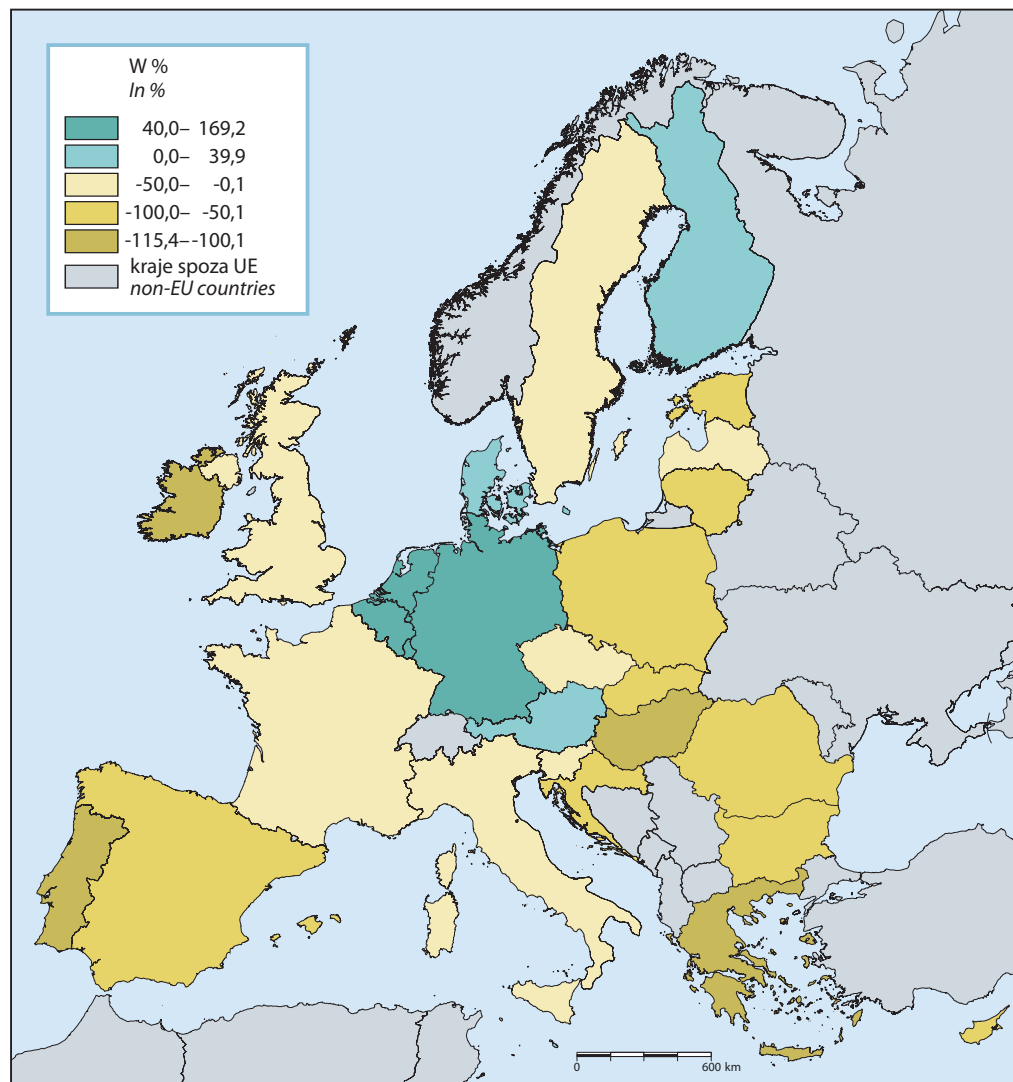 W %
In %
40,0– 169,2
0,0– 39,9
-50,0– -0,1
-100,0– -50,1
-115,4–-100,1
kraje spoza UE
non-EU countries
0 600 km